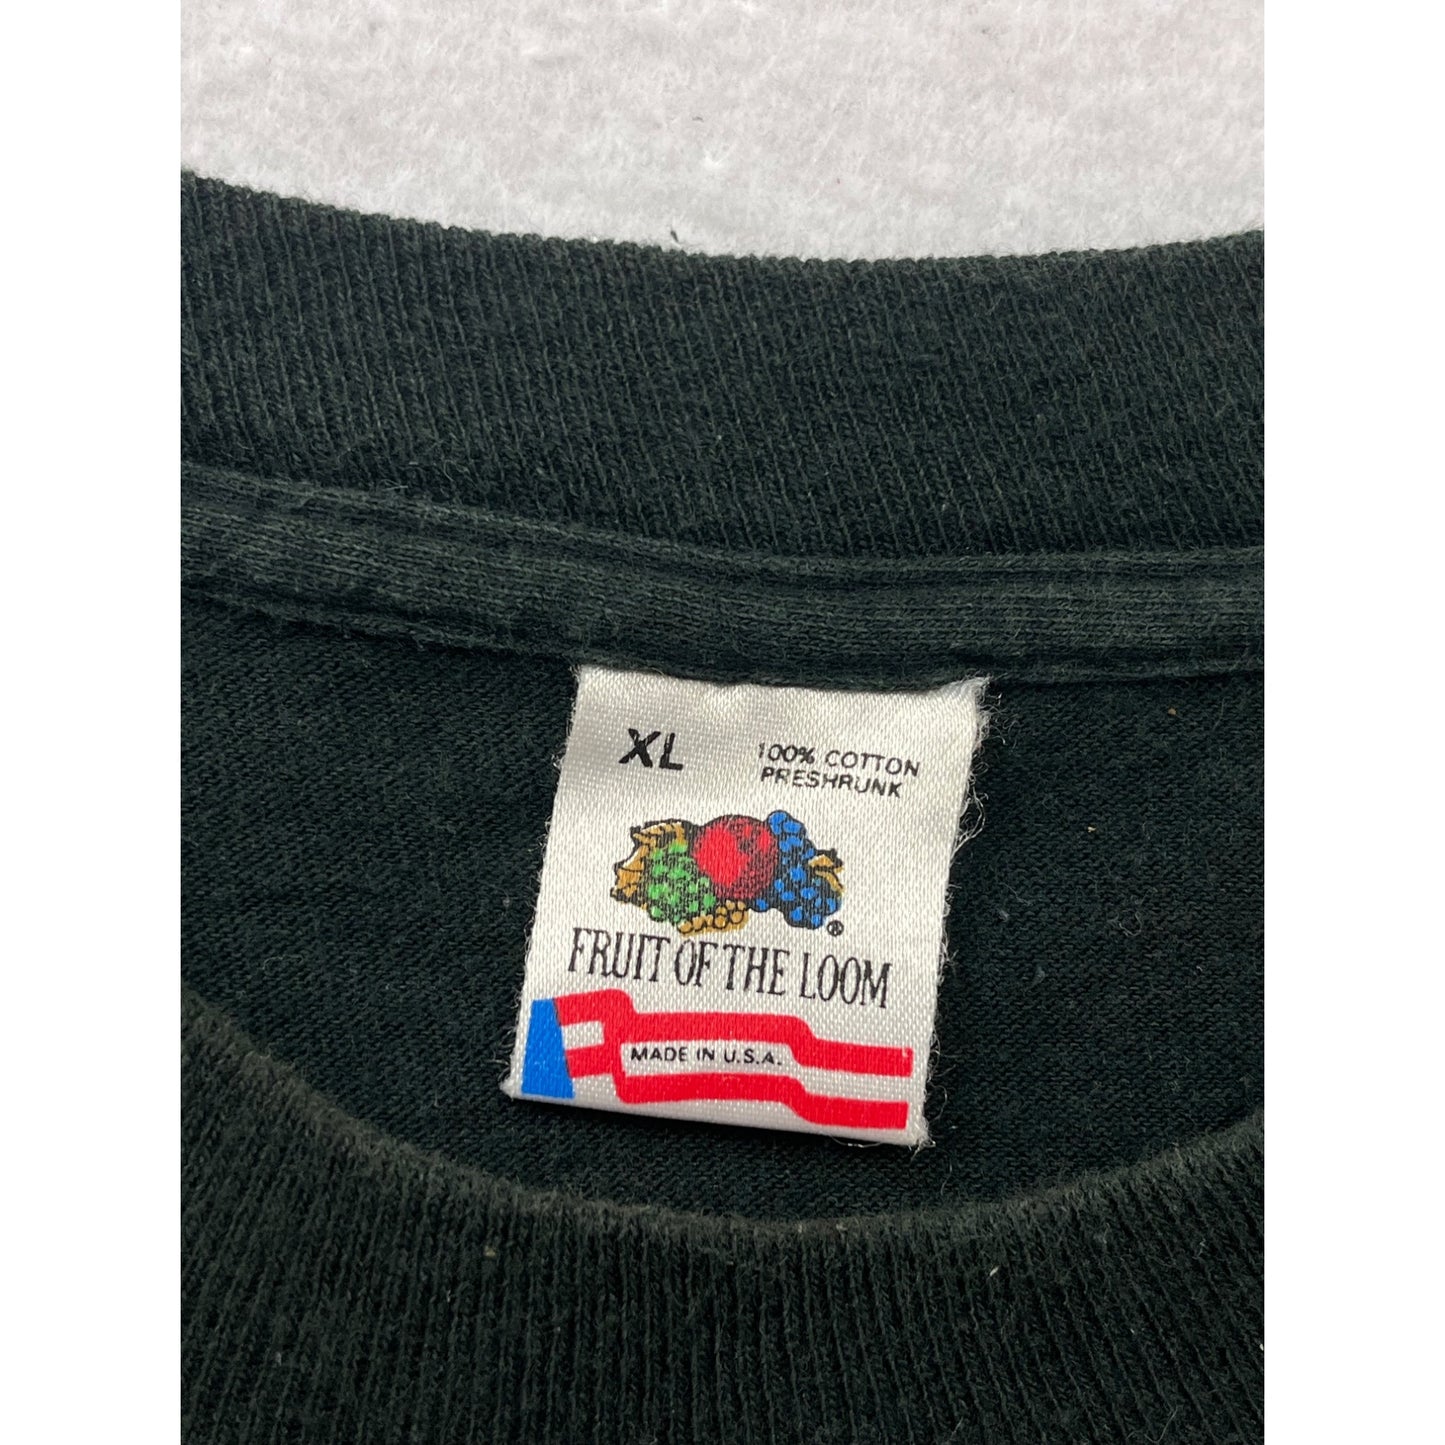 XL
100% COTTON
PRESHRUNK
®
FRUIT OF THE LOOM
MADE IN U.S.A.